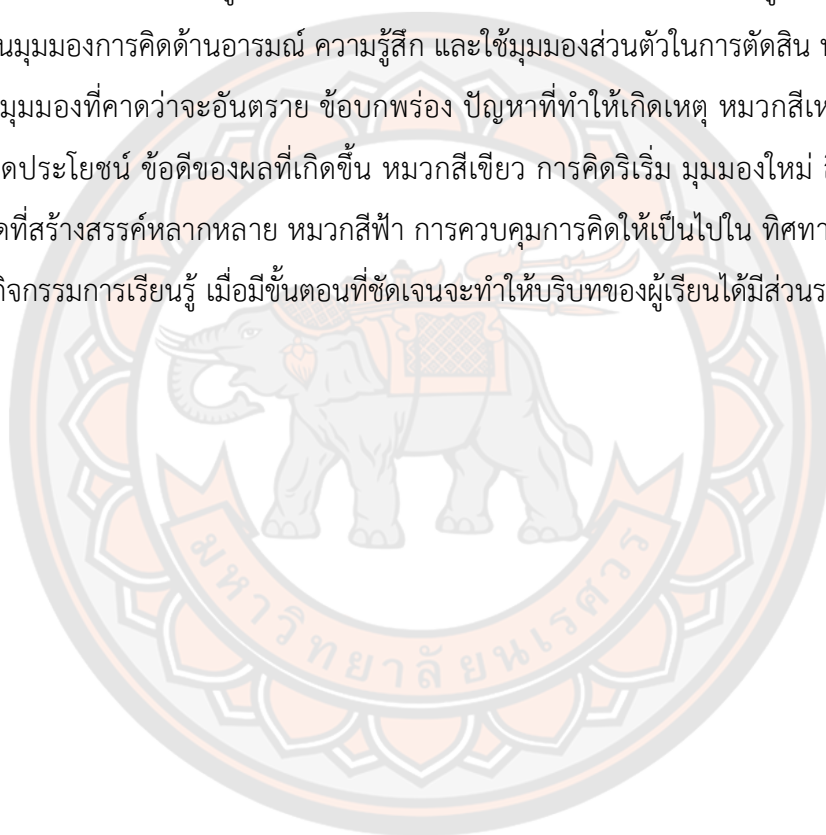 นมุมมองการคิดด้านอารมณ์ ความรู้สึก และใช้มุมมองส่วนตัวในการตัดสิน
มุมมองที่คาดว่าจะอันตราย ข้อบกพร่อง ปัญหาที่ทำให้เกิดเหตุ หมวกสีเห
ดประโยชน์ ข้อดีของผลที่เกิดขึ้น หมวกสีเขียว การคิดริเริ่ม มุมมองใหม่
ดที่สร้างสรรค์หลากหลาย หมวกสีฟ้า การควบคุมการคิดให้เป็นไปใน ทิศทา
กิจกรรมการเรียนรู้ เมื่อมีขั้นตอนที่ชัดเจนจะทำให้บริบทของผู้เรียนได้มีส่วนร
มหาวิทยาลัยนเรศวร